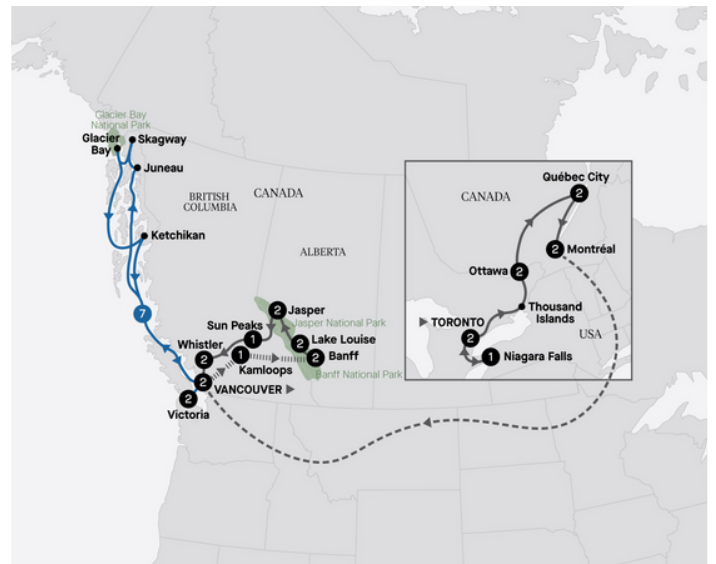 Glacier Bay
National Park
Glacier
Bay
Skagway
Juneau
BRITISH
COLUMBIA
CANADA
Ketchikan
ALBERTA
7
2
Jasper
Jasper National Park
Sun Peaks
1
2
Lake Louise
Whistler
2
1
2
Banff
Kamloops
Banff National Park
2
VANCOUVER
2
Victoria
Québec City
2
CANADA
2
Montréal
Ottawa
2
Thousand
Islands
TORONTO
USA
2
1
Niagara Falls